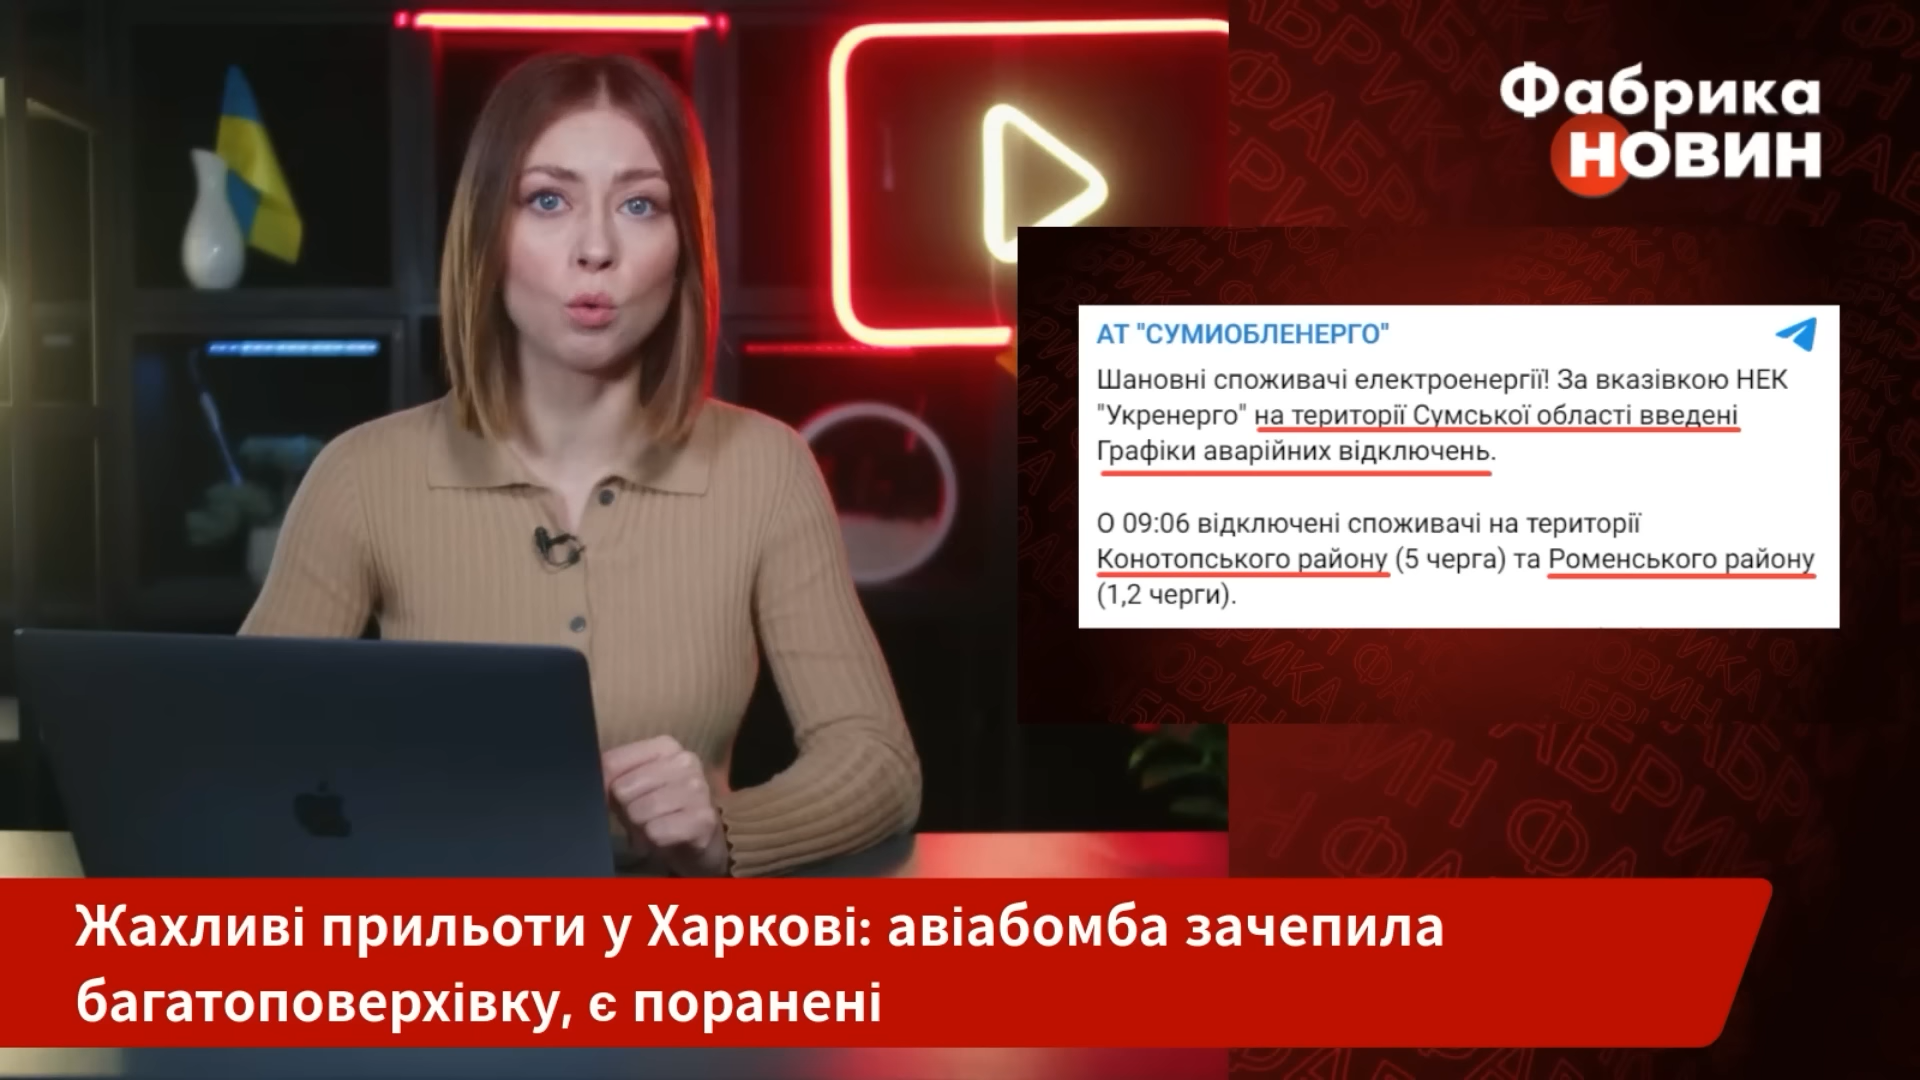 Фабрика
новин
АТ "СУМИОБЛЕНЕРГО"
Шановні споживачі електроенергії! За вказівкою НЕК
"Укренерго" на території Сумської області введені
Графіки аварійних відключень.
О 09:06 відключені споживачі на території
Конотопського району (5 черга) та Роменського району
(1,2 черги).
Жахливі прильоти у Харкові: авіабомба зачепила
багатоповерхівку, є поранені